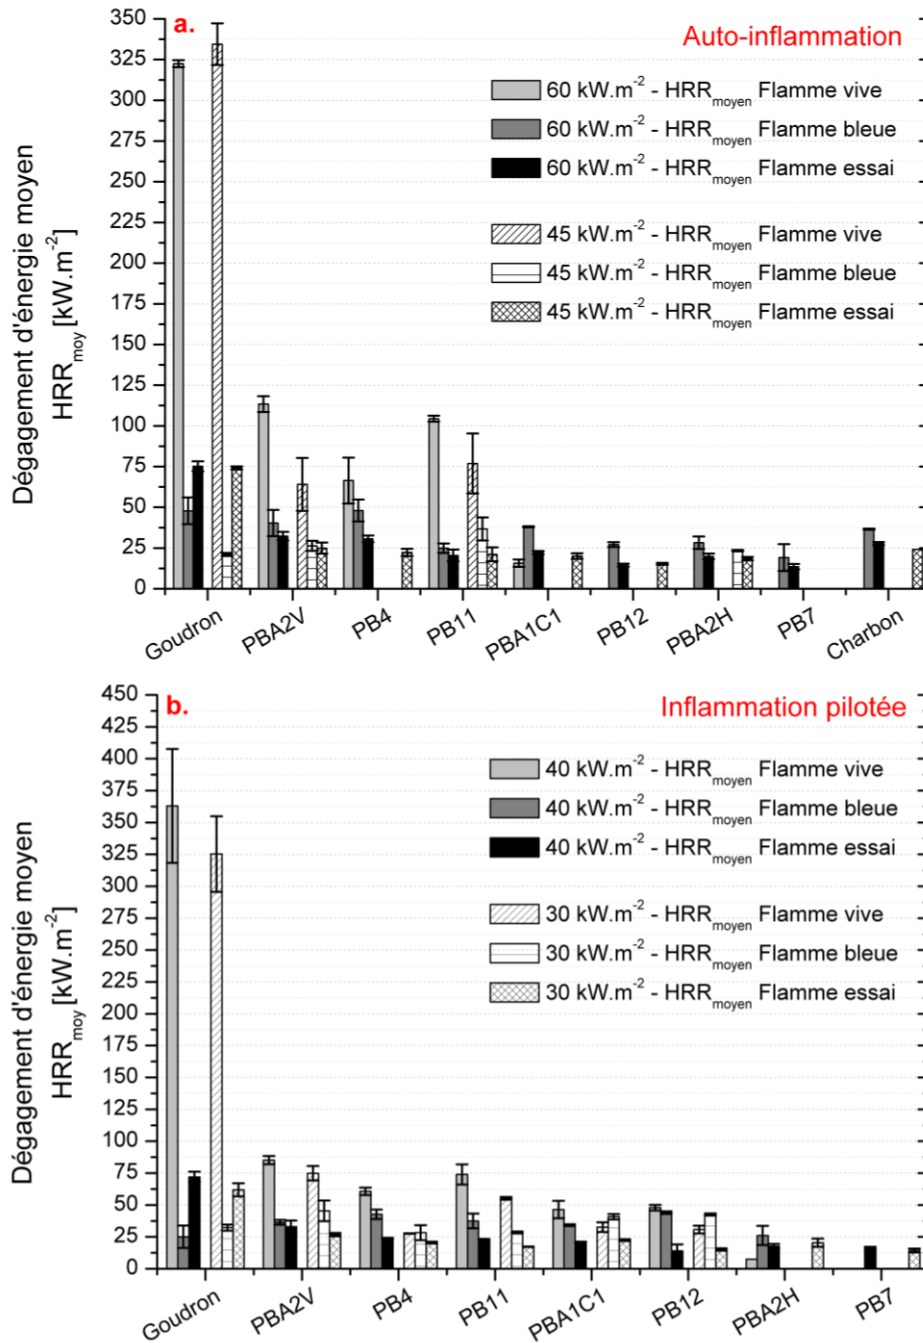 a.
Auto-inflammation
60 kW.m-2 - HRRmoyen Flamme vive
60 kW.m-2 - HRRmoyen Flamme bleue
60 kW.m-2 - HRRmoyen Flamme essai
45 kW.m-2 - HRRmoyen Flamme vive
45 kW.m-2 - HRRmoyen Flamme bleue
45 kW.m-2 - HRRmoyen Flamme essai
Dégagement d'énergie moyen
HRRmoy [kW.m-2]
350
325
300
275
250
225
200
175
150
125
100
75
50
25
0
Goudron
PBA2V
PB4
PB11
PBA1C1
PB12
PBA2H
PB7
Charbon
b.
Inflammation pilotée
40 kW.m-2 - HRRmoyen Flamme vive
40 kW.m-2 - HRRmoyen Flamme bleue
40 kW.m-2 - HRRmoyen Flamme essai
30 kW.m-2 - HRRmoyen Flamme vive
30 kW.m-2 - HRRmoyen Flamme bleue
30 kW.m-2 - HRRmoyen Flamme essai
Dégagement d'énergie moyen
HRRmoy [kW.m-2]
450
425
400
375
350
325
300
275
250
225
200
175
150
125
100
75
50
25
0
Goudron
PBA2V
PB4
PB11
PBA1C1
PB12
PBA2H
PB7